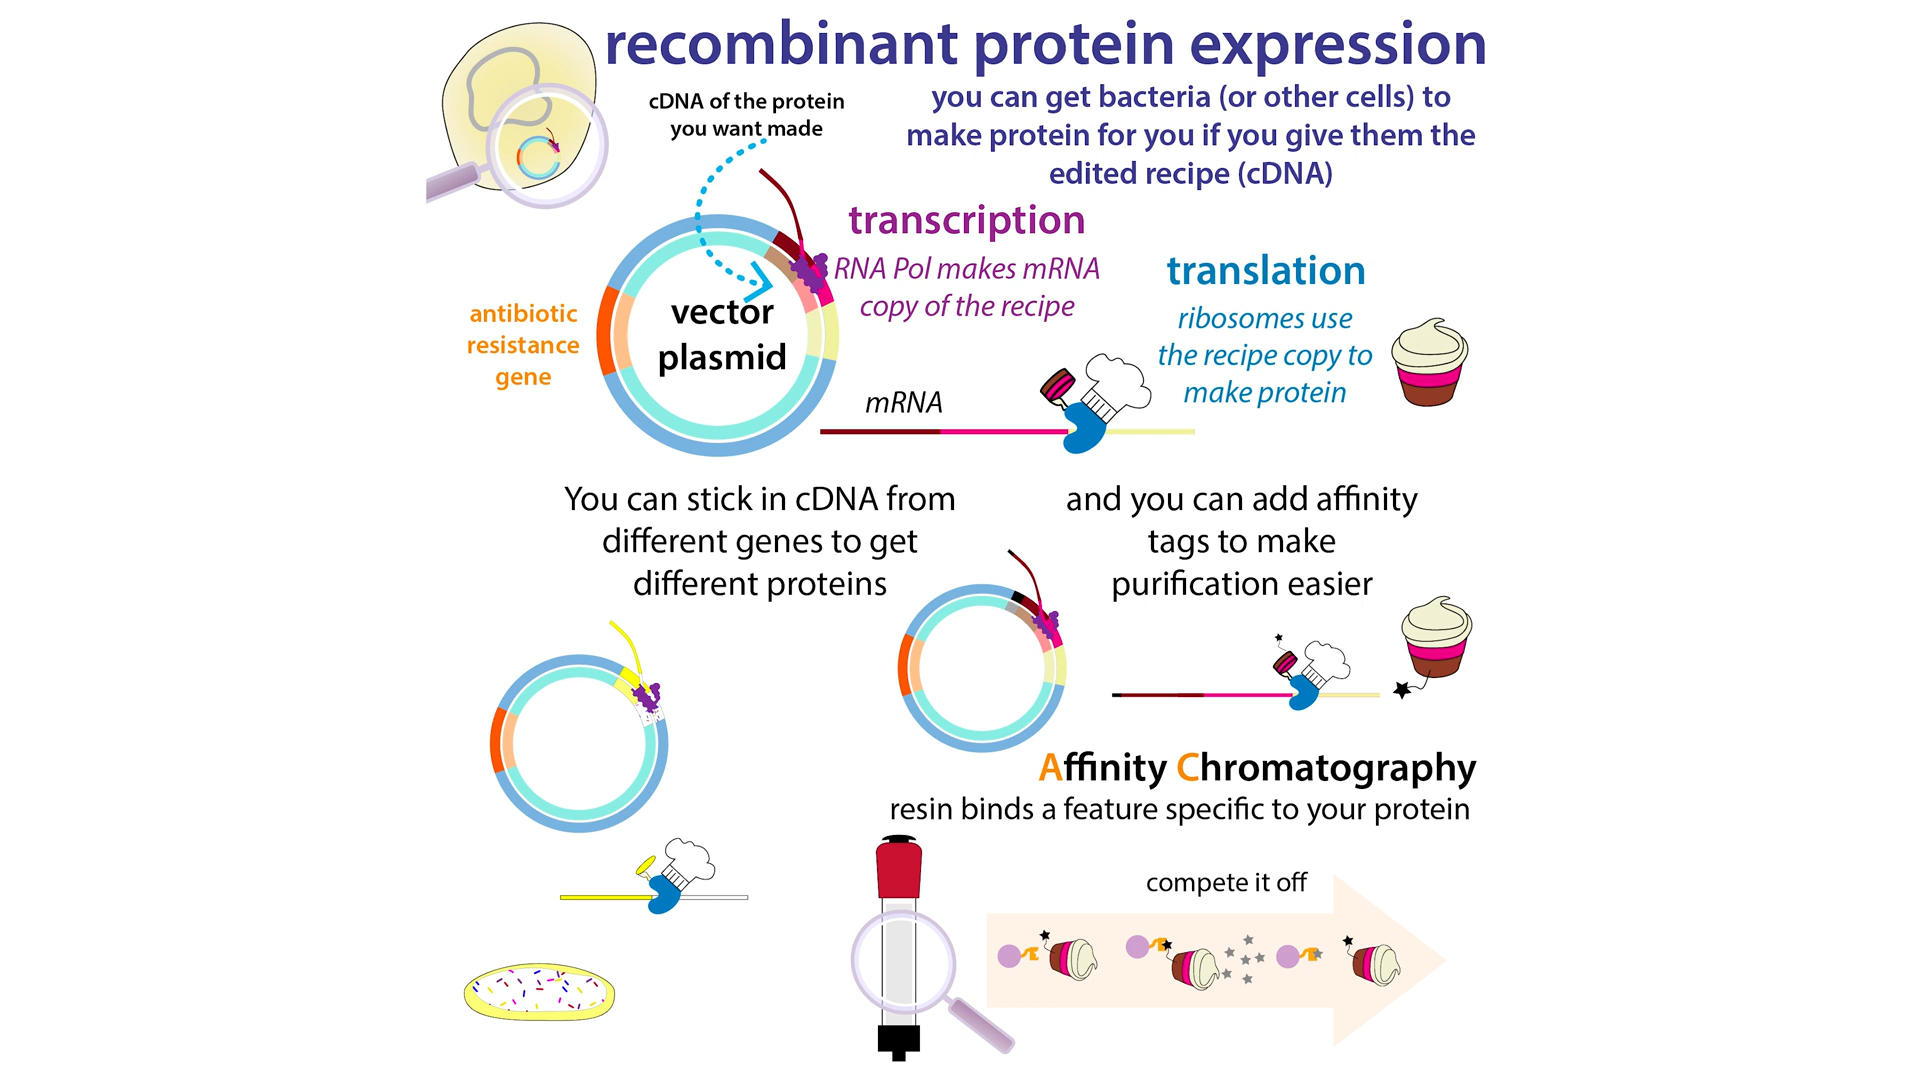 recombinant protein expression
you can get bacteria (or other cells) to
make protein for you if you give them the
edited recipe (cDNA)
cDNA of the protein
you want made
transcription
RNA Pol makes mRNA
copy of the recipe
translation
ribosomes use
the recipe copy to
make protein
antibiotic
resistance
gene
vector
plasmid
mRNA
You can stick in cDNA from
different genes to get
different proteins
and you can add affinity
tags to make
purification easier
Affinity Chromatography
resin binds a feature specific to your protein
compete it off